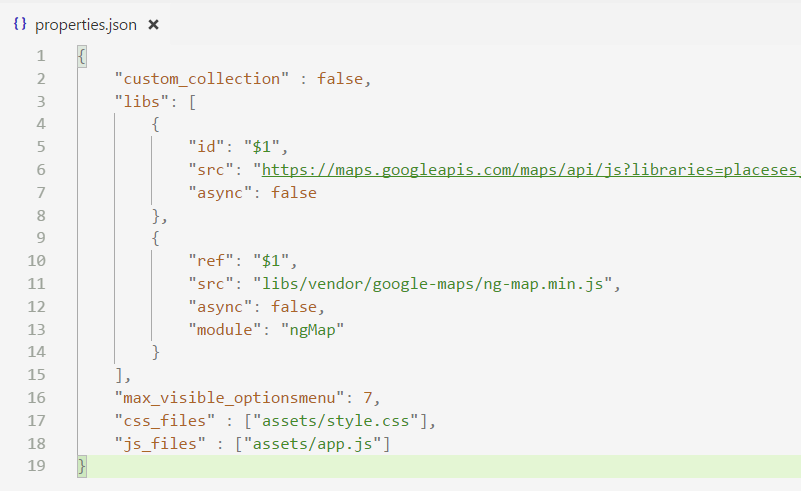 {} properties.json ×
1 {
2     "custom_collection" : false,
3     "libs": [
4         {
5             "id": "$1",
6             "src": "https://maps.googleapis.com/maps/api/js?libraries=placeses
7             "async": false
8         },
9         {
10             "ref": "$1",
11             "src": "libs/vendor/google-maps/ng-map.min.js",
12             "async": false,
13             "module": "ngMap"
14         }
15     ],
16     "max_visible_optionsmenu": 7,
17     "css_files" : ["assets/style.css"],
18     "js_files" : ["assets/app.js"]
19 }